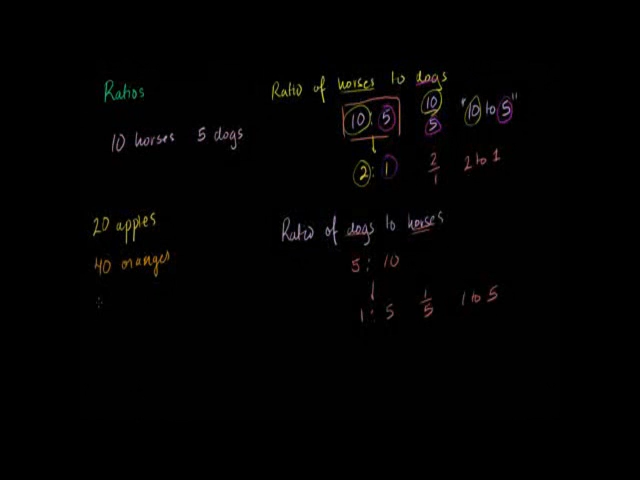 Ratios
10 horses 5 dogs
20 apples
40 oranges
Ratio of horses to dogs
10 : 5 10/5 "10 to 5"
2 : 1 2/1 2 to 1
Ratio of dogs to horses
5 : 10
1 : 5 1/5 1 to 5